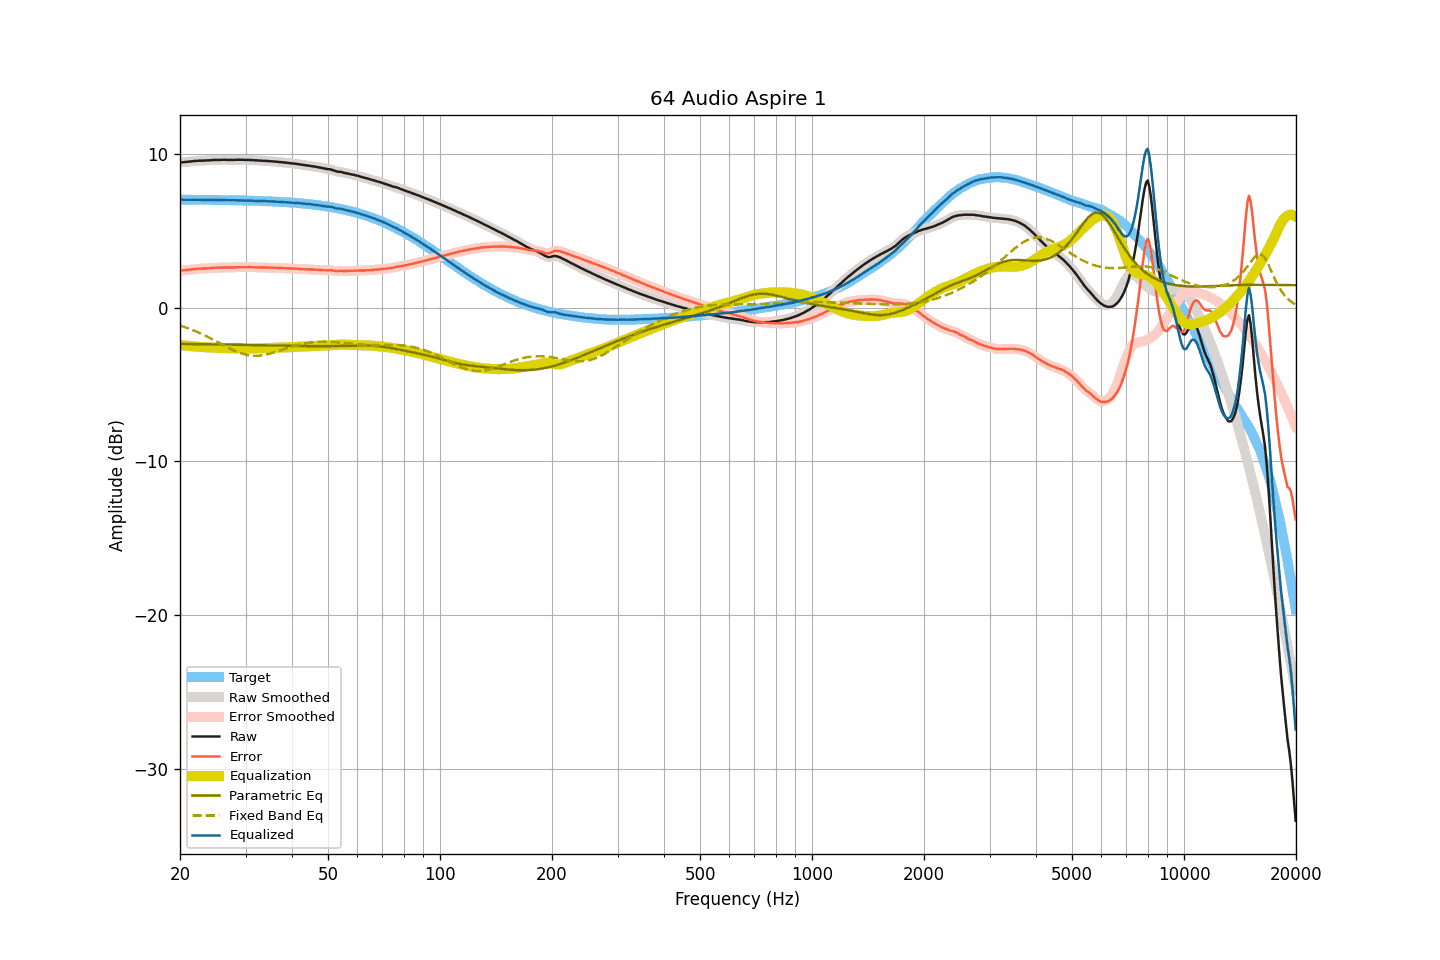 64 Audio Aspire 1
10
0
−10
−20
−30
Amplitude (dBr)
Target
Raw Smoothed
Error Smoothed
Raw
Error
Equalization
Parametric Eq
Fixed Band Eq
Equalized
20 50 100 200 500 1000 2000 5000 10000 20000
Frequency (Hz)